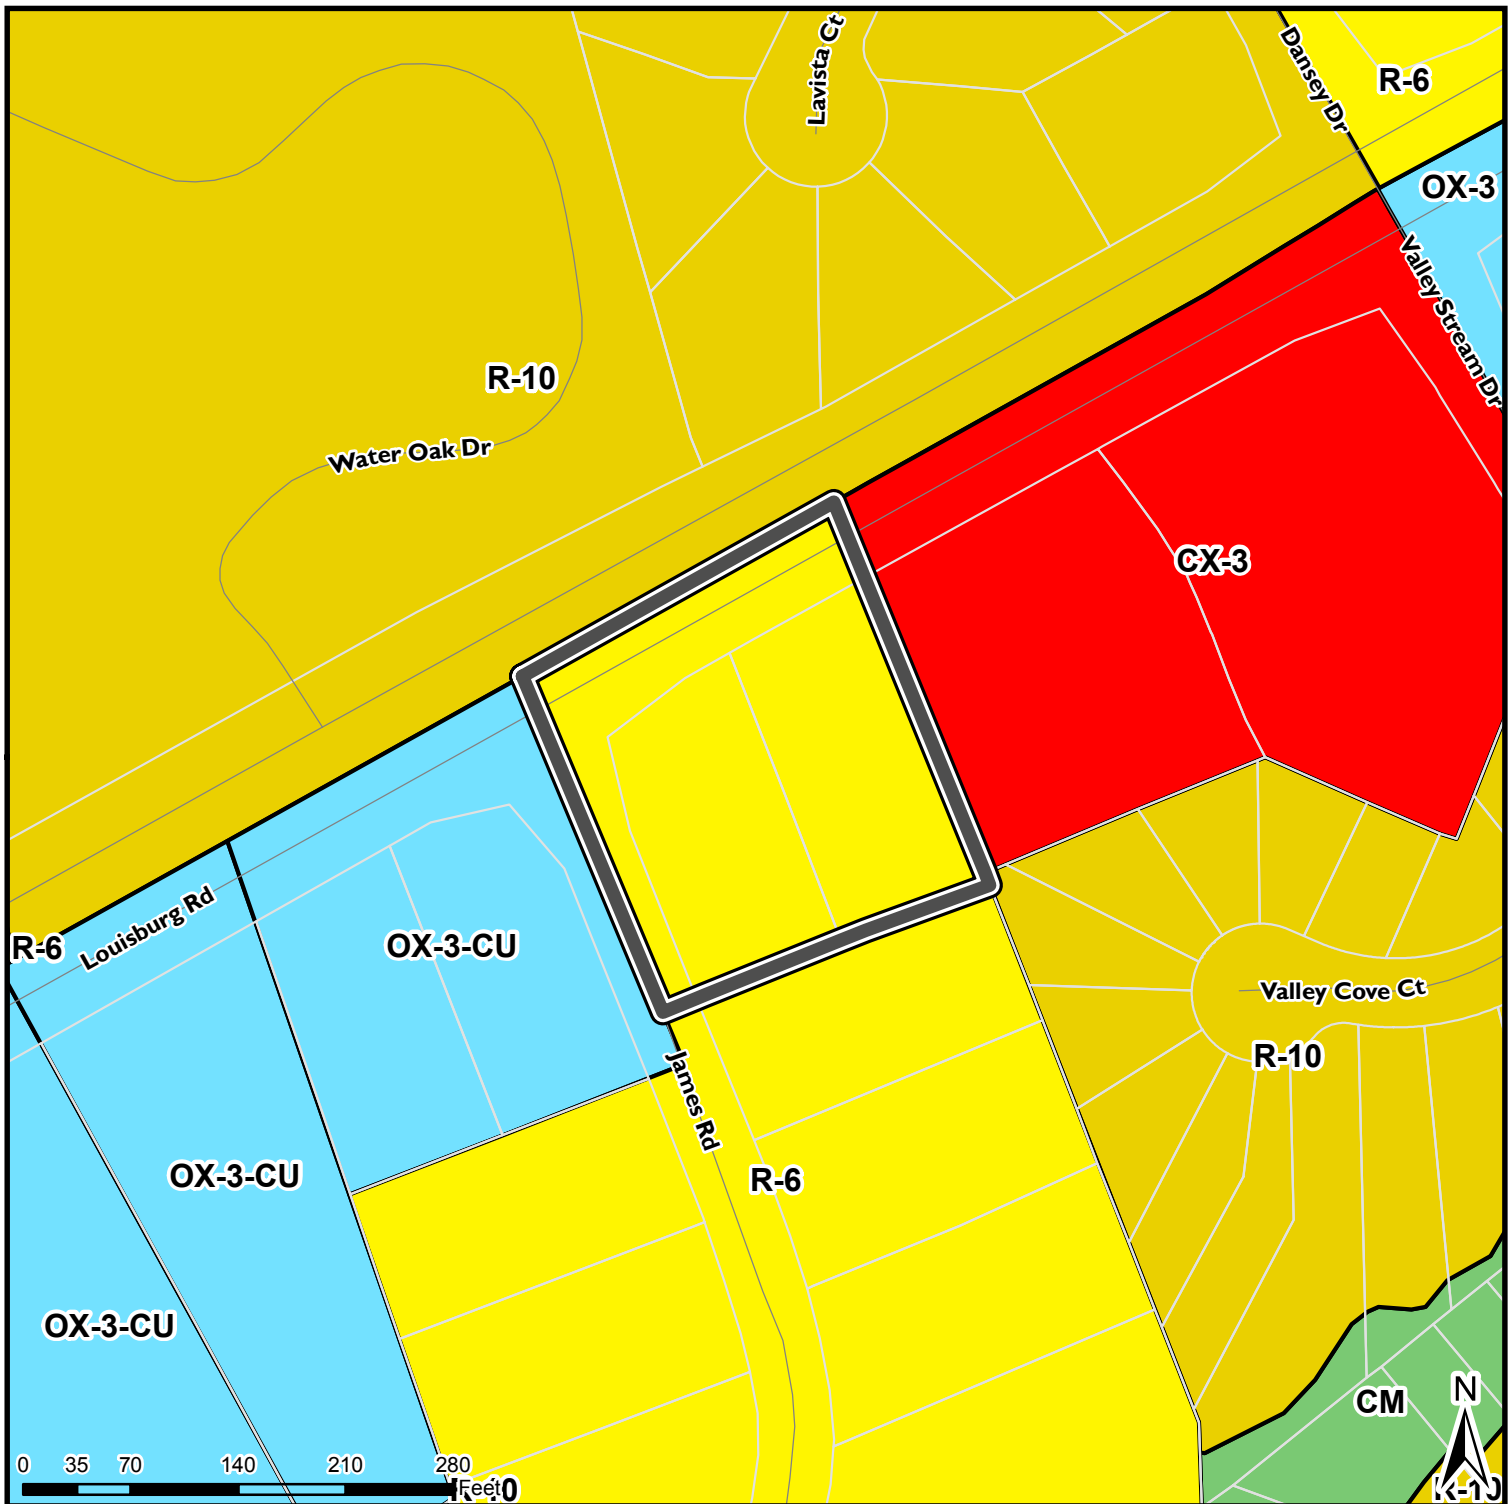 Lavista Ct
Dansey Dr
R-6
OX-3
Valley Stream Dr
R-10
Water Oak Dr
CX-3
Louisburg Rd
R-6
OX-3-CU
Valley Cove Ct
R-10
James Rd
OX-3-CU
R-6
OX-3-CU
CM
N
0 35 70 140 210 280
Feet
R-10
R-10